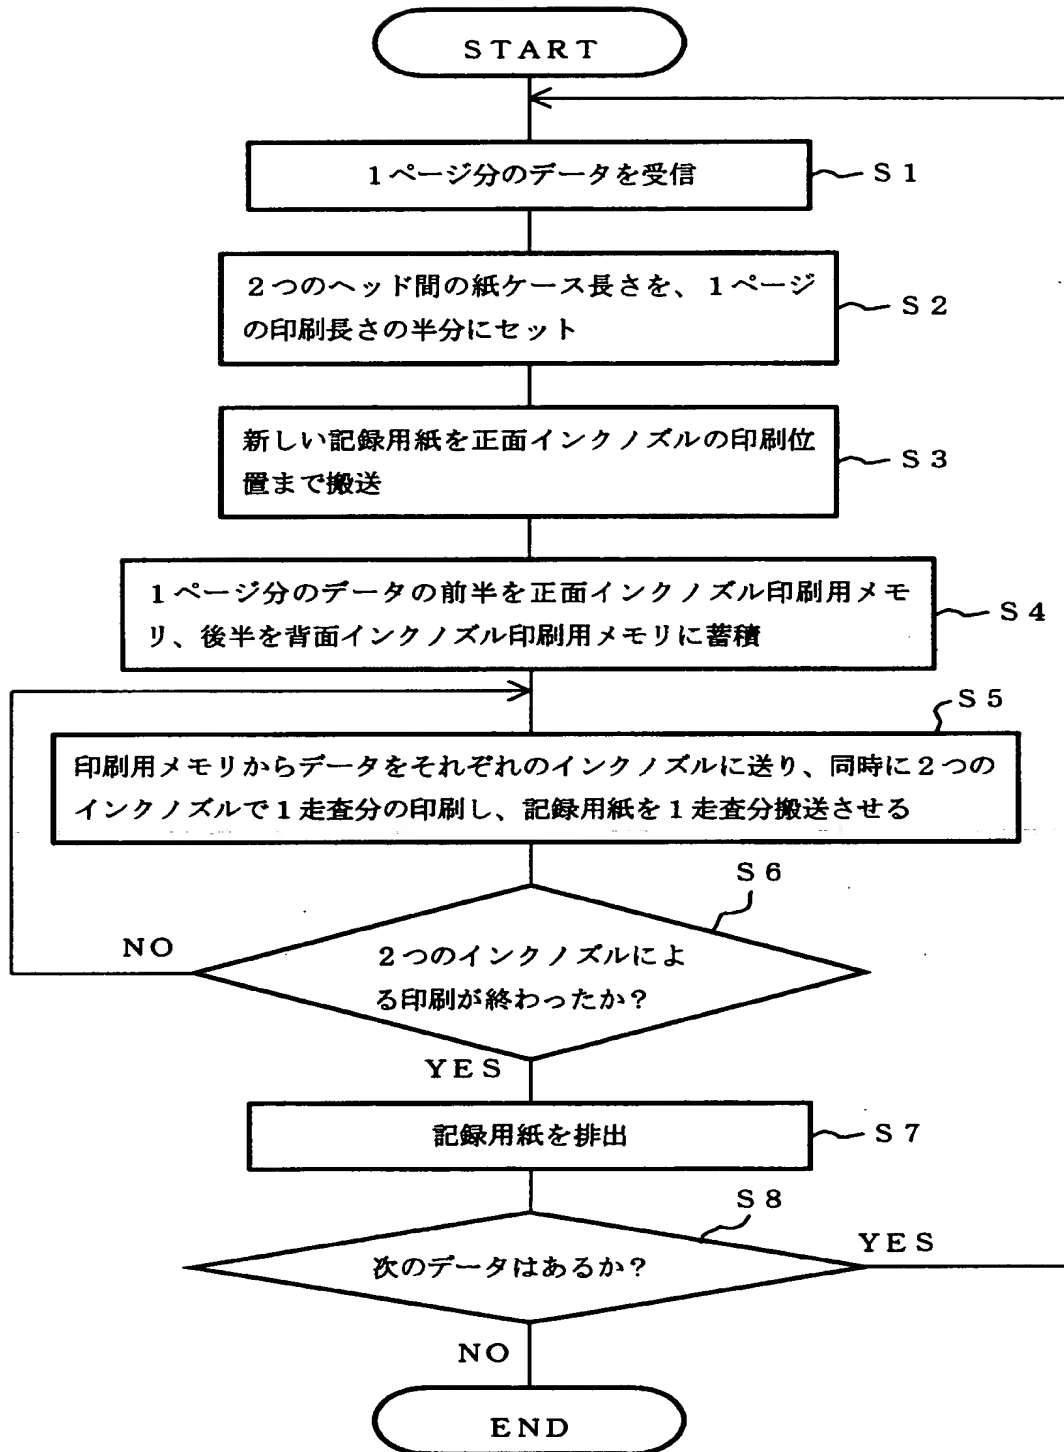 START
1ページ分のデータを受信
S1
2つのヘッド間の紙ケース長さを、1ページ
の印刷長さの半分にセット
S2
新しい記録用紙を正面インクノズルの印刷位
置まで搬送
S3
1ページ分のデータの前半を正面インクノズル印刷用メモ
リ、後半を背面インクノズル印刷用メモリに蓄積
S4
S5
印刷用メモリからデータをそれぞれのインクノズルに送り、同時に2つの
インクノズルで1走査分の印刷し、記録用紙を1走査分搬送させる
S6
NO
2つのインクノズルによ
る印刷が終わったか?
YES
記録用紙を排出
S7
S8
次のデータはあるか?
YES
NO
END